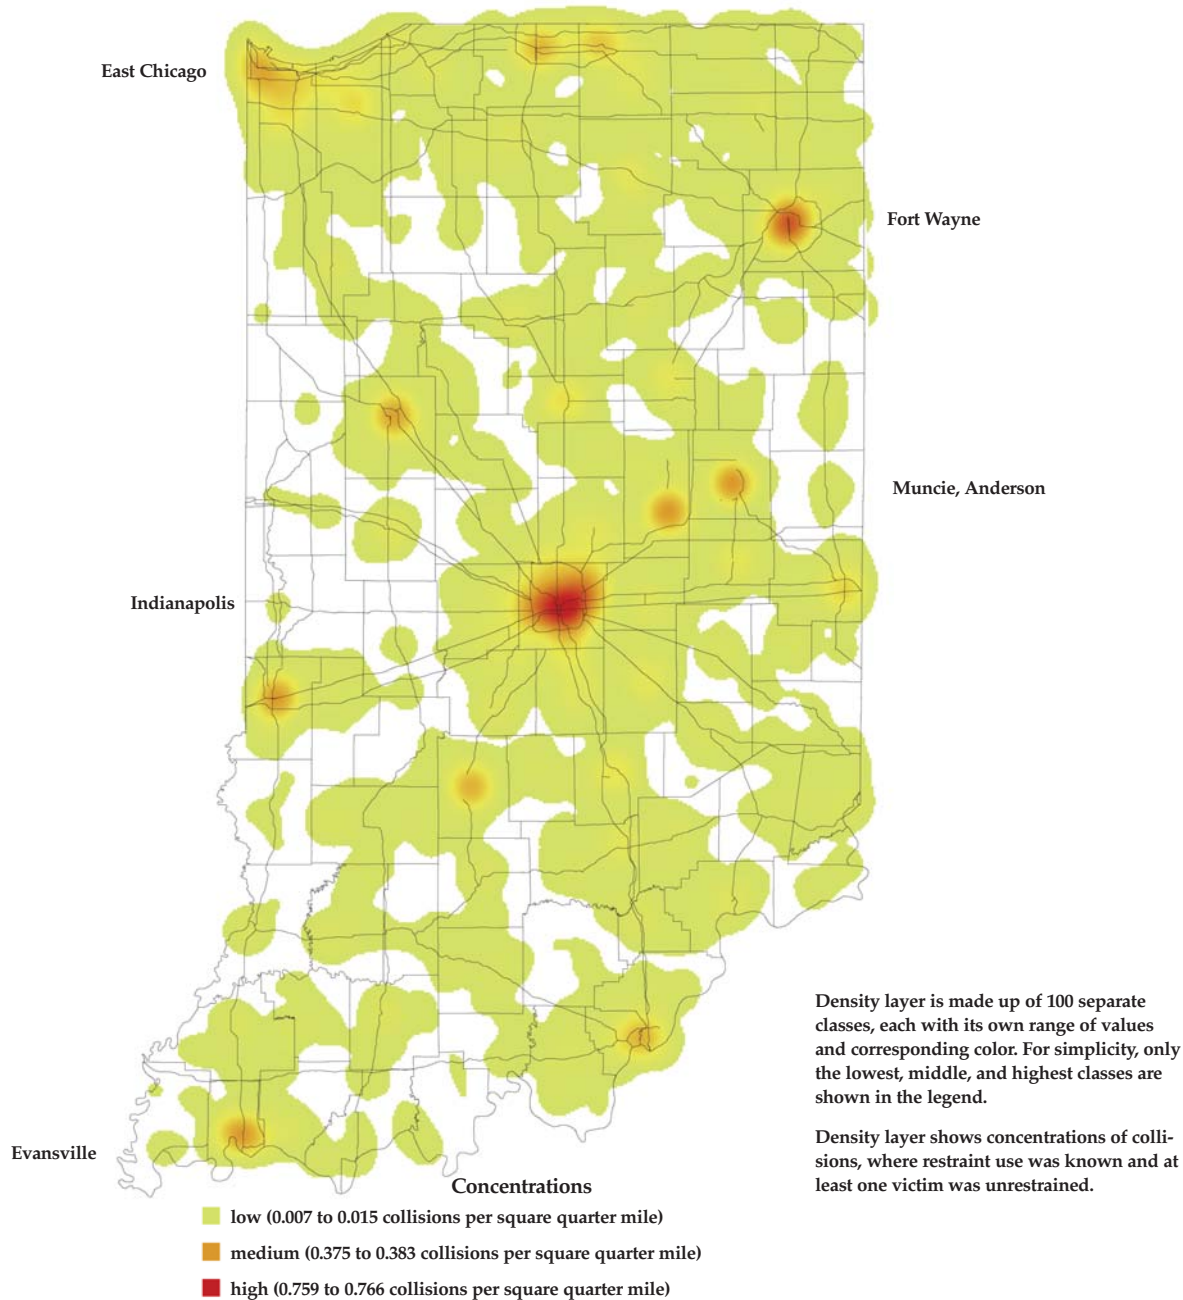 East Chicago
Fort Wayne
Muncie, Anderson
Indianapolis
Density layer is made up of 100 separate
classes, each with its own range of values
and corresponding color. For simplicity, only
the lowest, middle, and highest classes are
shown in the legend.
Density layer shows concentrations of colli-
sions, where restraint use was known and at
least one victim was unrestrained.
Evansville
Concentrations
low (0.007 to 0.015 collisions per square quarter mile)
medium (0.375 to 0.383 collisions per square quarter mile)
high (0.759 to 0.766 collisions per square quarter mile)